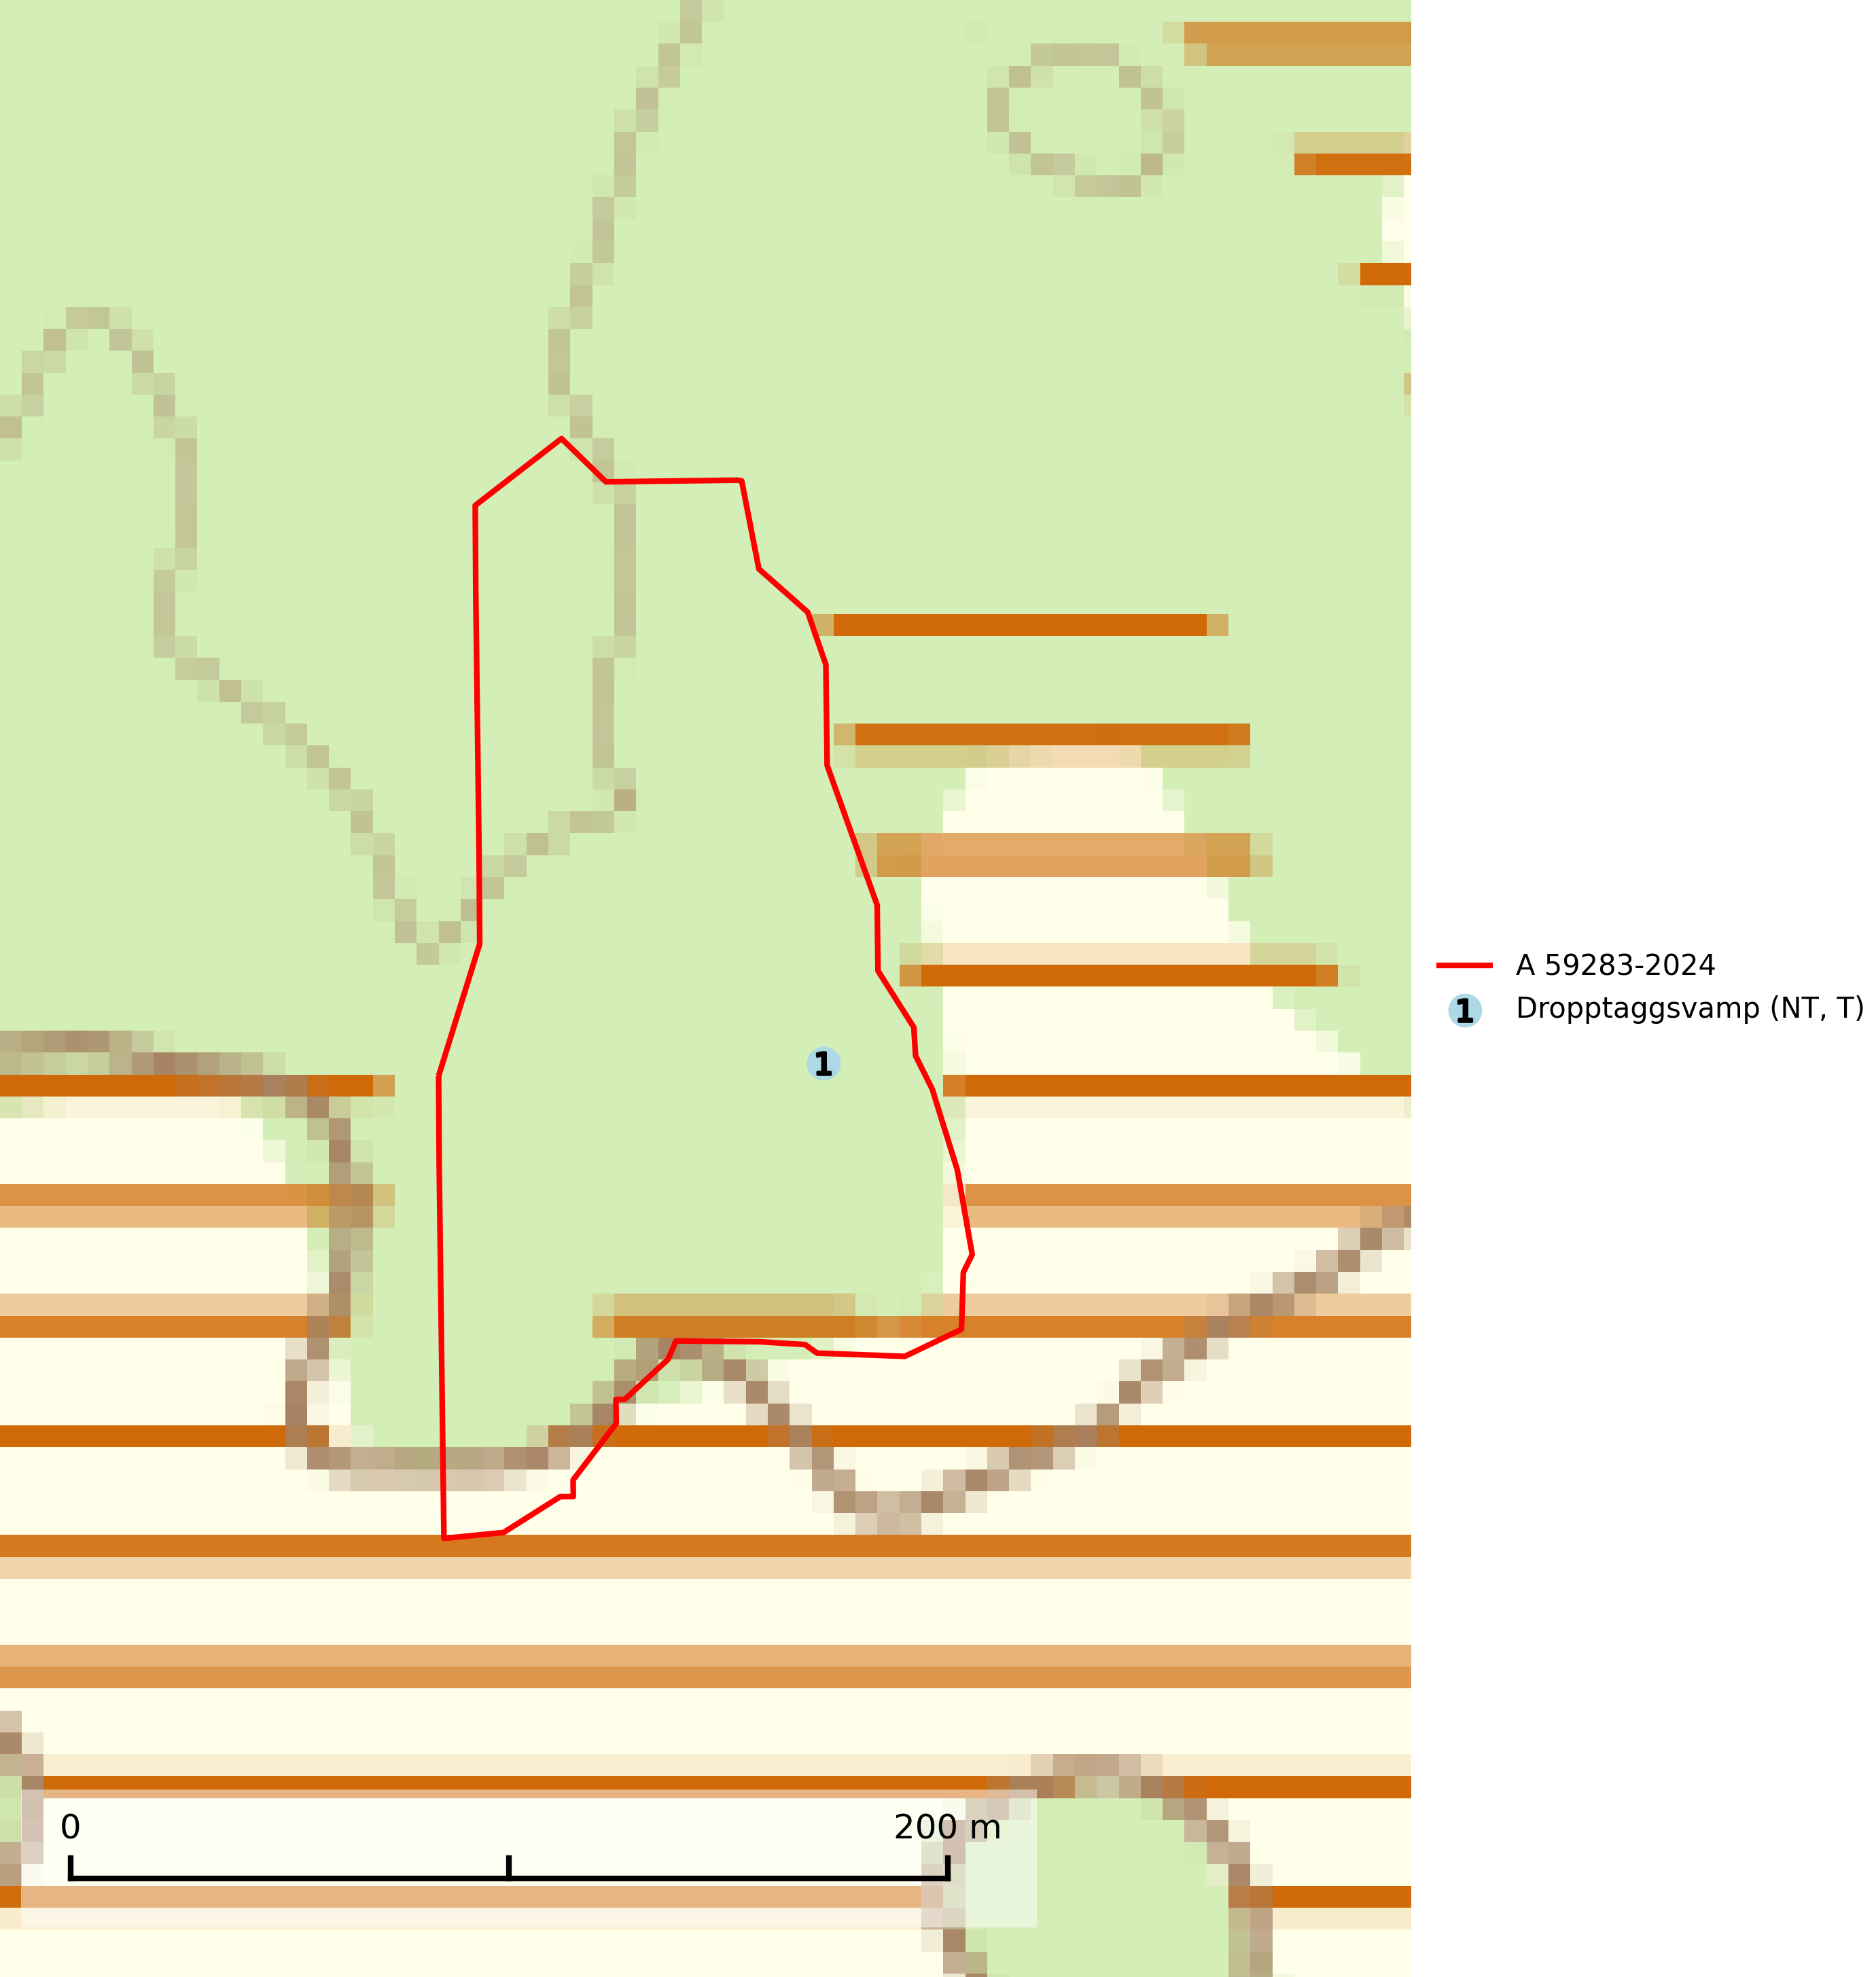 A 59283-2024
1 Dropptaggsvamp (NT, T)
1
0 200 m